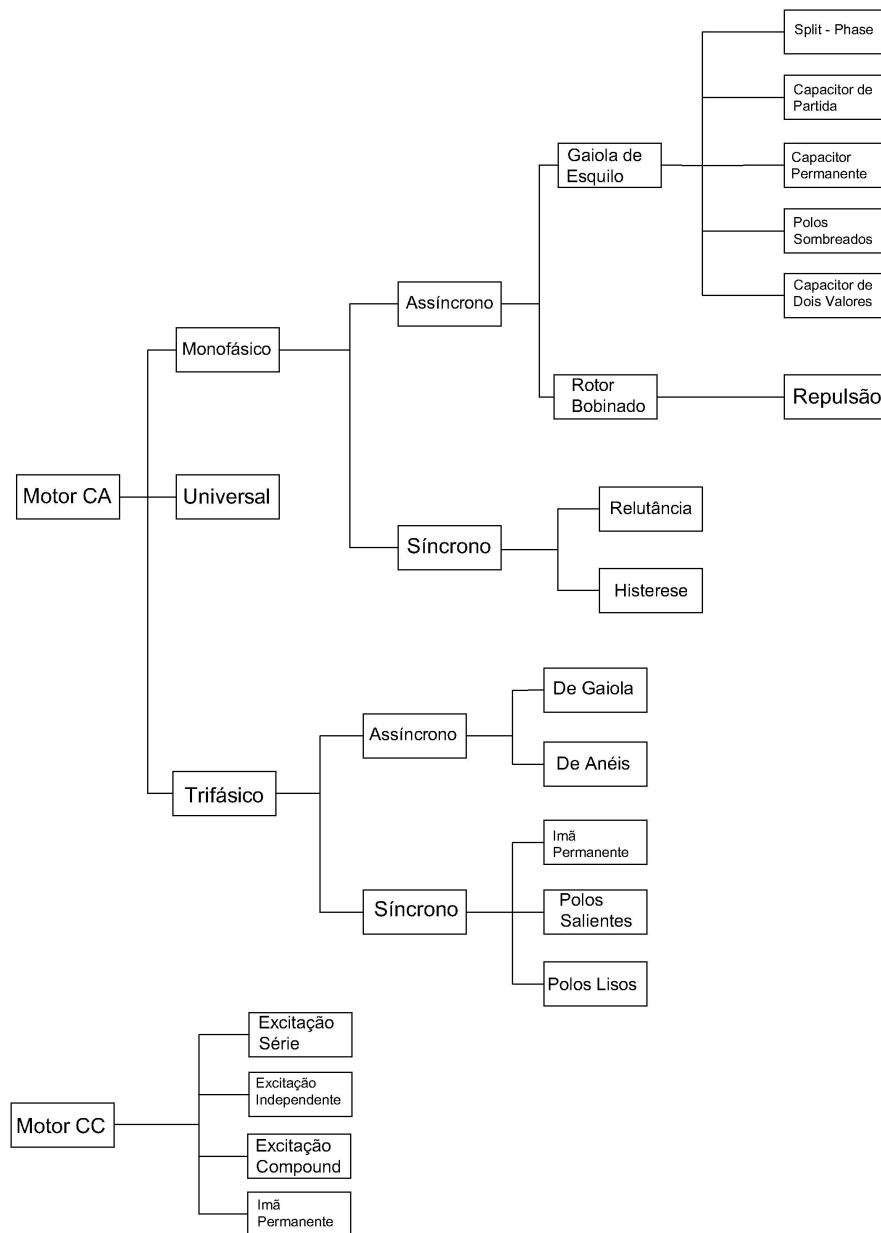 Split - Phase
Capacitor de
Partida
Gaiola de
Esquilo
Capacitor
Permanente
Polos
Sombreados
Assíncrono
Capacitor de
Dois Valores
Monofásico
Rotor
Bobinado
Repulsão
Motor CA
Universal
Relutância
Síncrono
Histerese
De Gaiola
Assíncrono
De Anéis
Trifásico
Imã
Permanente
Síncrono
Polos
Salientes
Polos Lisos
Excitação
Série
Excitação
Independente
Motor CC
Excitação
Compound
Imã
Permanente